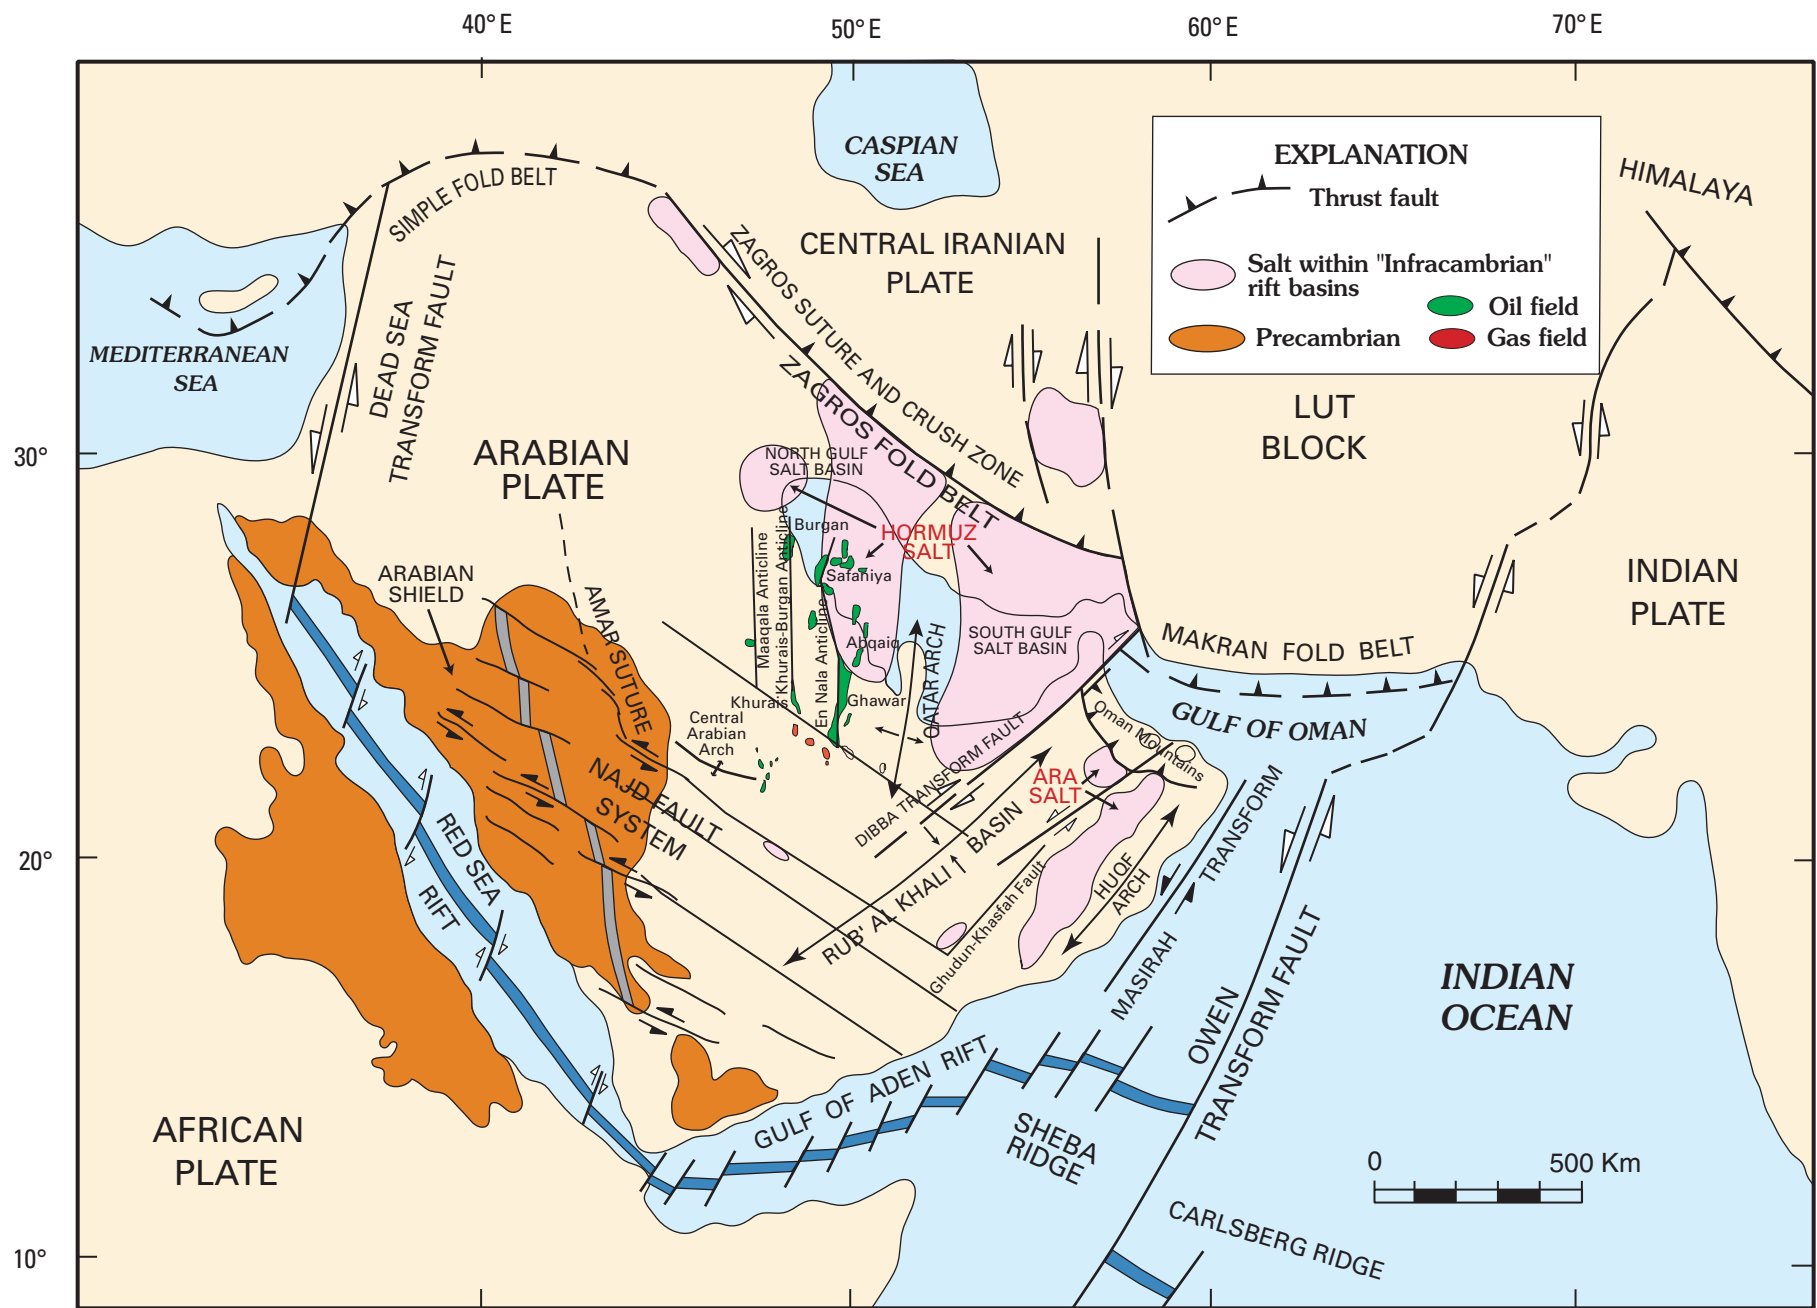 40° E
50° E
60° E
70° E
30°
20°
10°
CASPIAN
SEA
EXPLANATION
Thrust fault
Salt within "Infracambrian"
rift basins
Oil field
Precambrian
Gas field
HIMALAYA
SIMPLE FOLD BELT
ZAGROS SUTURE AND CRUSH ZONE
CENTRAL IRANIAN
PLATE
MEDITERRANEAN
SEA
DEAD SEA
TRANSFORM FAULT
ZAGROS FOLD BELT
LUT
BLOCK
ARABIAN
PLATE
NORTH GULF
SALT BASIN
Burgan
HORMUZ
SALT
Maaqala Anticline
Khurais-Burgan Anticline
En Nala Anticline
Safaniya
Abqaiq
Ghawar
Khurais
QATAR ARCH
SOUTH GULF
SALT BASIN
ARABIAN
SHIELD
AMAR SUTURE
Central
Arabian
Arch
INDIAN
PLATE
MAKRAN FOLD BELT
GULF OF OMAN
Oman Mountains
DIBBA TRANSFORM FAULT
ARA
SALT
NAJD FAULT
SYSTEM
RUB' AL KHALI BASIN
Ghudun-Khasfah Fault
HUQF
ARCH
MASIRAH TRANSFORM
RED SEA
RIFT
OWEN
TRANSFORM FAULT
INDIAN
OCEAN
GULF OF ADEN RIFT
SHEBA
RIDGE
AFRICAN
PLATE
0 500 Km
CARLSBERG RIDGE